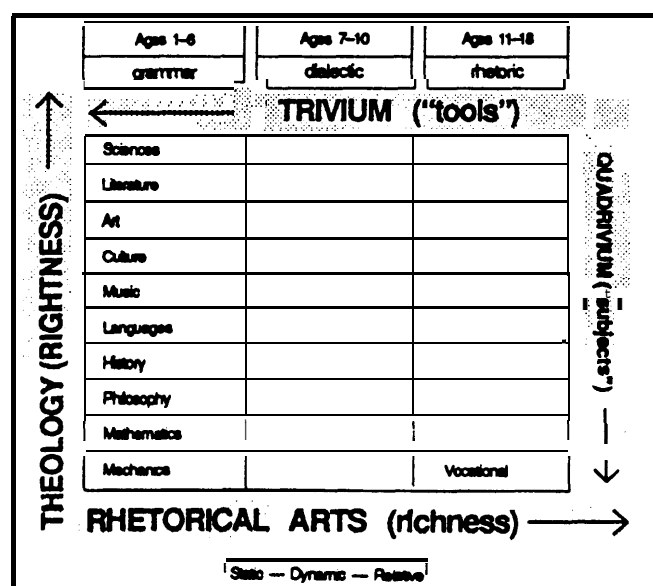 Ages 1–6 Ages 7–10 Ages 11–18
grammar dialectic rhetoric
TRIVIUM ("tools")
THEOLOGY (RIGHTNESS)
Sciences
Literature
Art
Culture
Music
Languages
History
Philosophy
Mathematics
Mechanics Vocational
QUADRIVIUM ("subjects")
RHETORICAL ARTS (richness)
Static — Dynamic — Relative